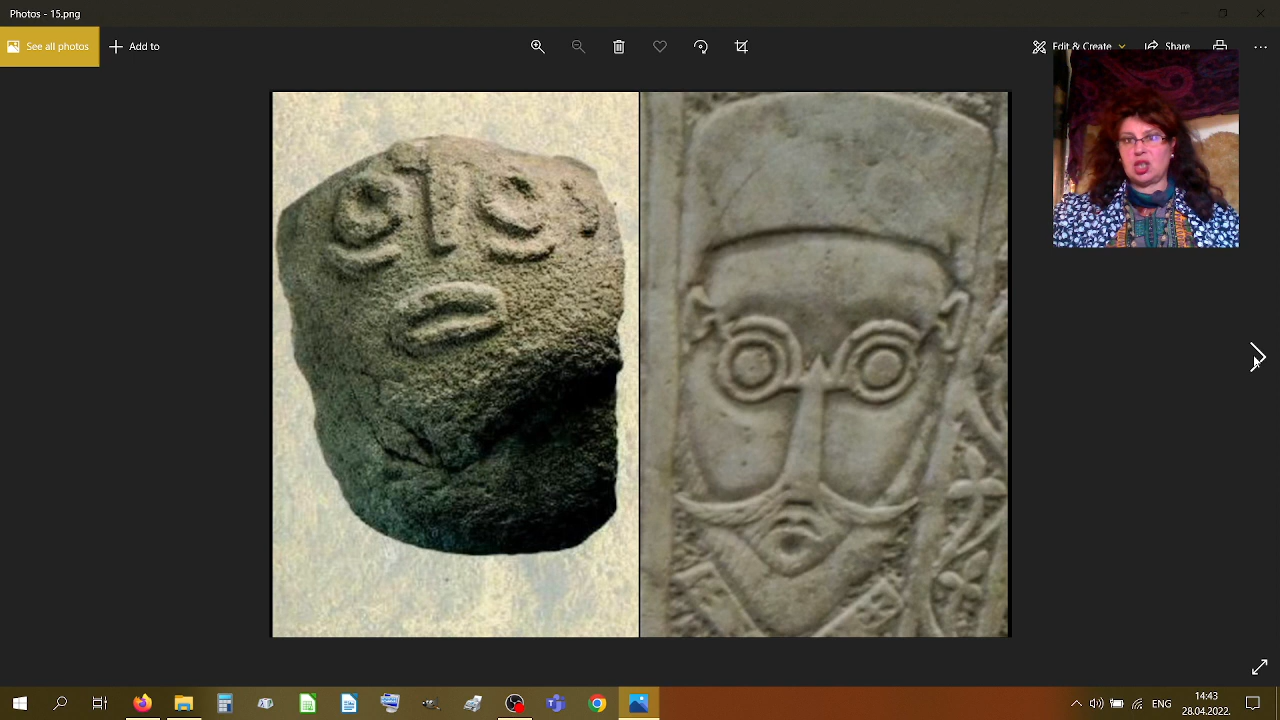 Photos - 15.png
See all photos
Add to
Edit & Create
Share
ENG
14:43
28.04.2022.